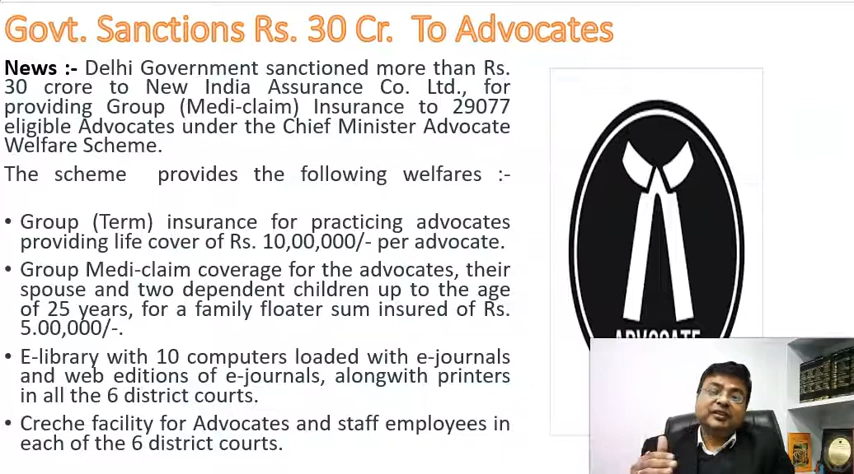 Govt. Sanctions Rs. 30 Cr. To Advocates
News :- Delhi Government sanctioned more than Rs.
30 crore to New India Assurance Co. Ltd., for
providing Group (Medi-claim) Insurance to 29077
eligible Advocates under the Chief Minister Advocate
Welfare Scheme.
The scheme provides the following welfares :-
• Group (Term) insurance for practicing advocates
providing life cover of Rs. 10,00,000/- per advocate.
• Group Medi-claim coverage for the advocates, their
spouse and two dependent children up to the age
of 25 years, for a family floater sum insured of Rs.
5.00,000/-.
• E-library with 10 computers loaded with e-journals
and web editions of e-journals, alongwith printers
in all the 6 district courts.
• Creche facility for Advocates and staff employees in
each of the 6 district courts.
ADVOCATE